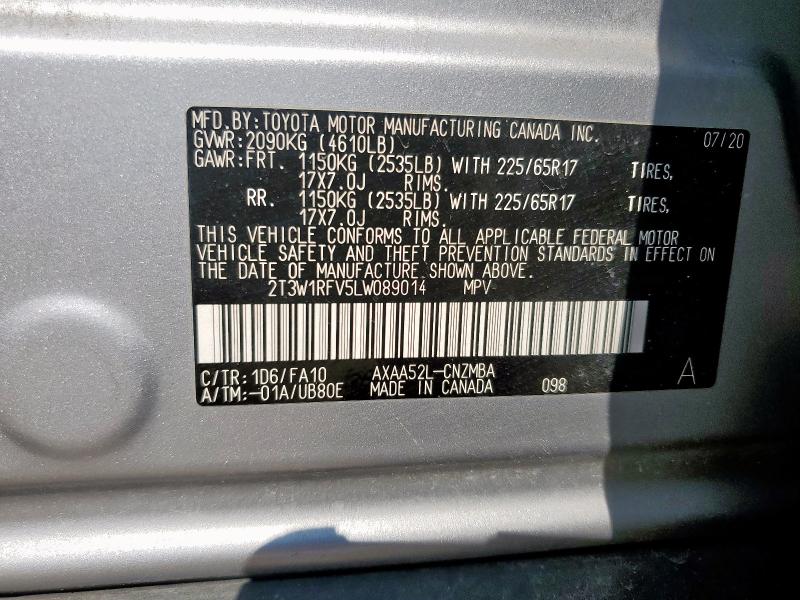 MFD.BY:TOYOTA MOTOR MANUFACTURING CANADA INC. 07/20
GVWR:2090KG (4610LB)
GAWR:FRT. 1150KG (2535LB) WITH 225/65R17 TIRES,
17X7.0J RIMS.
RR. 1150KG (2535LB) WITH 225/65R17 TIRES,
17X7.0J RIMS.
THIS VEHICLE CONFORMS TO ALL APPLICABLE FEDERAL MOTOR
VEHICLE SAFETY AND THEFT PREVENTION STANDARDS IN EFFECT ON
THE DATE OF MANUFACTURE SHOWN ABOVE.
2T3W1RFV5LW089014 MPV
C/TR:1D6/FA10 AXAA52L-CNZMBA A
A/TM:-01A/UB80E MADE IN CANADA 098